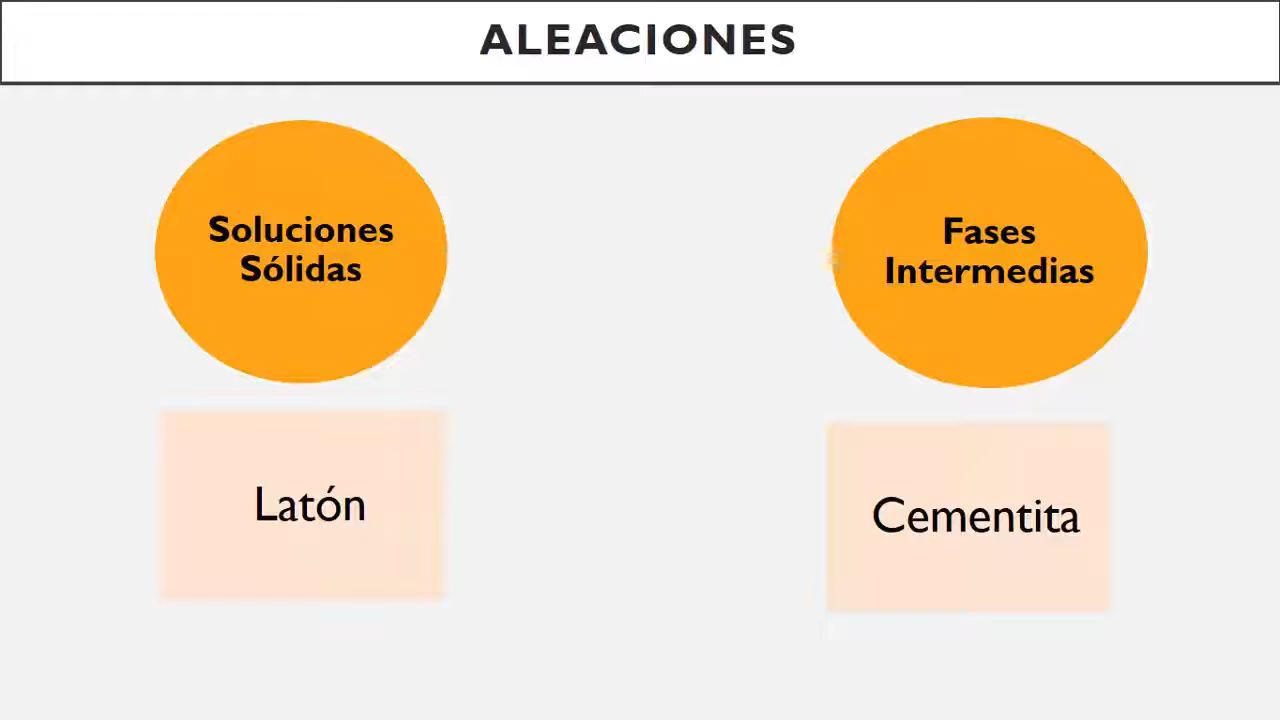 ALEACIONES
Soluciones
Sólidas
Latón
Fases
Intermedias
Cementita